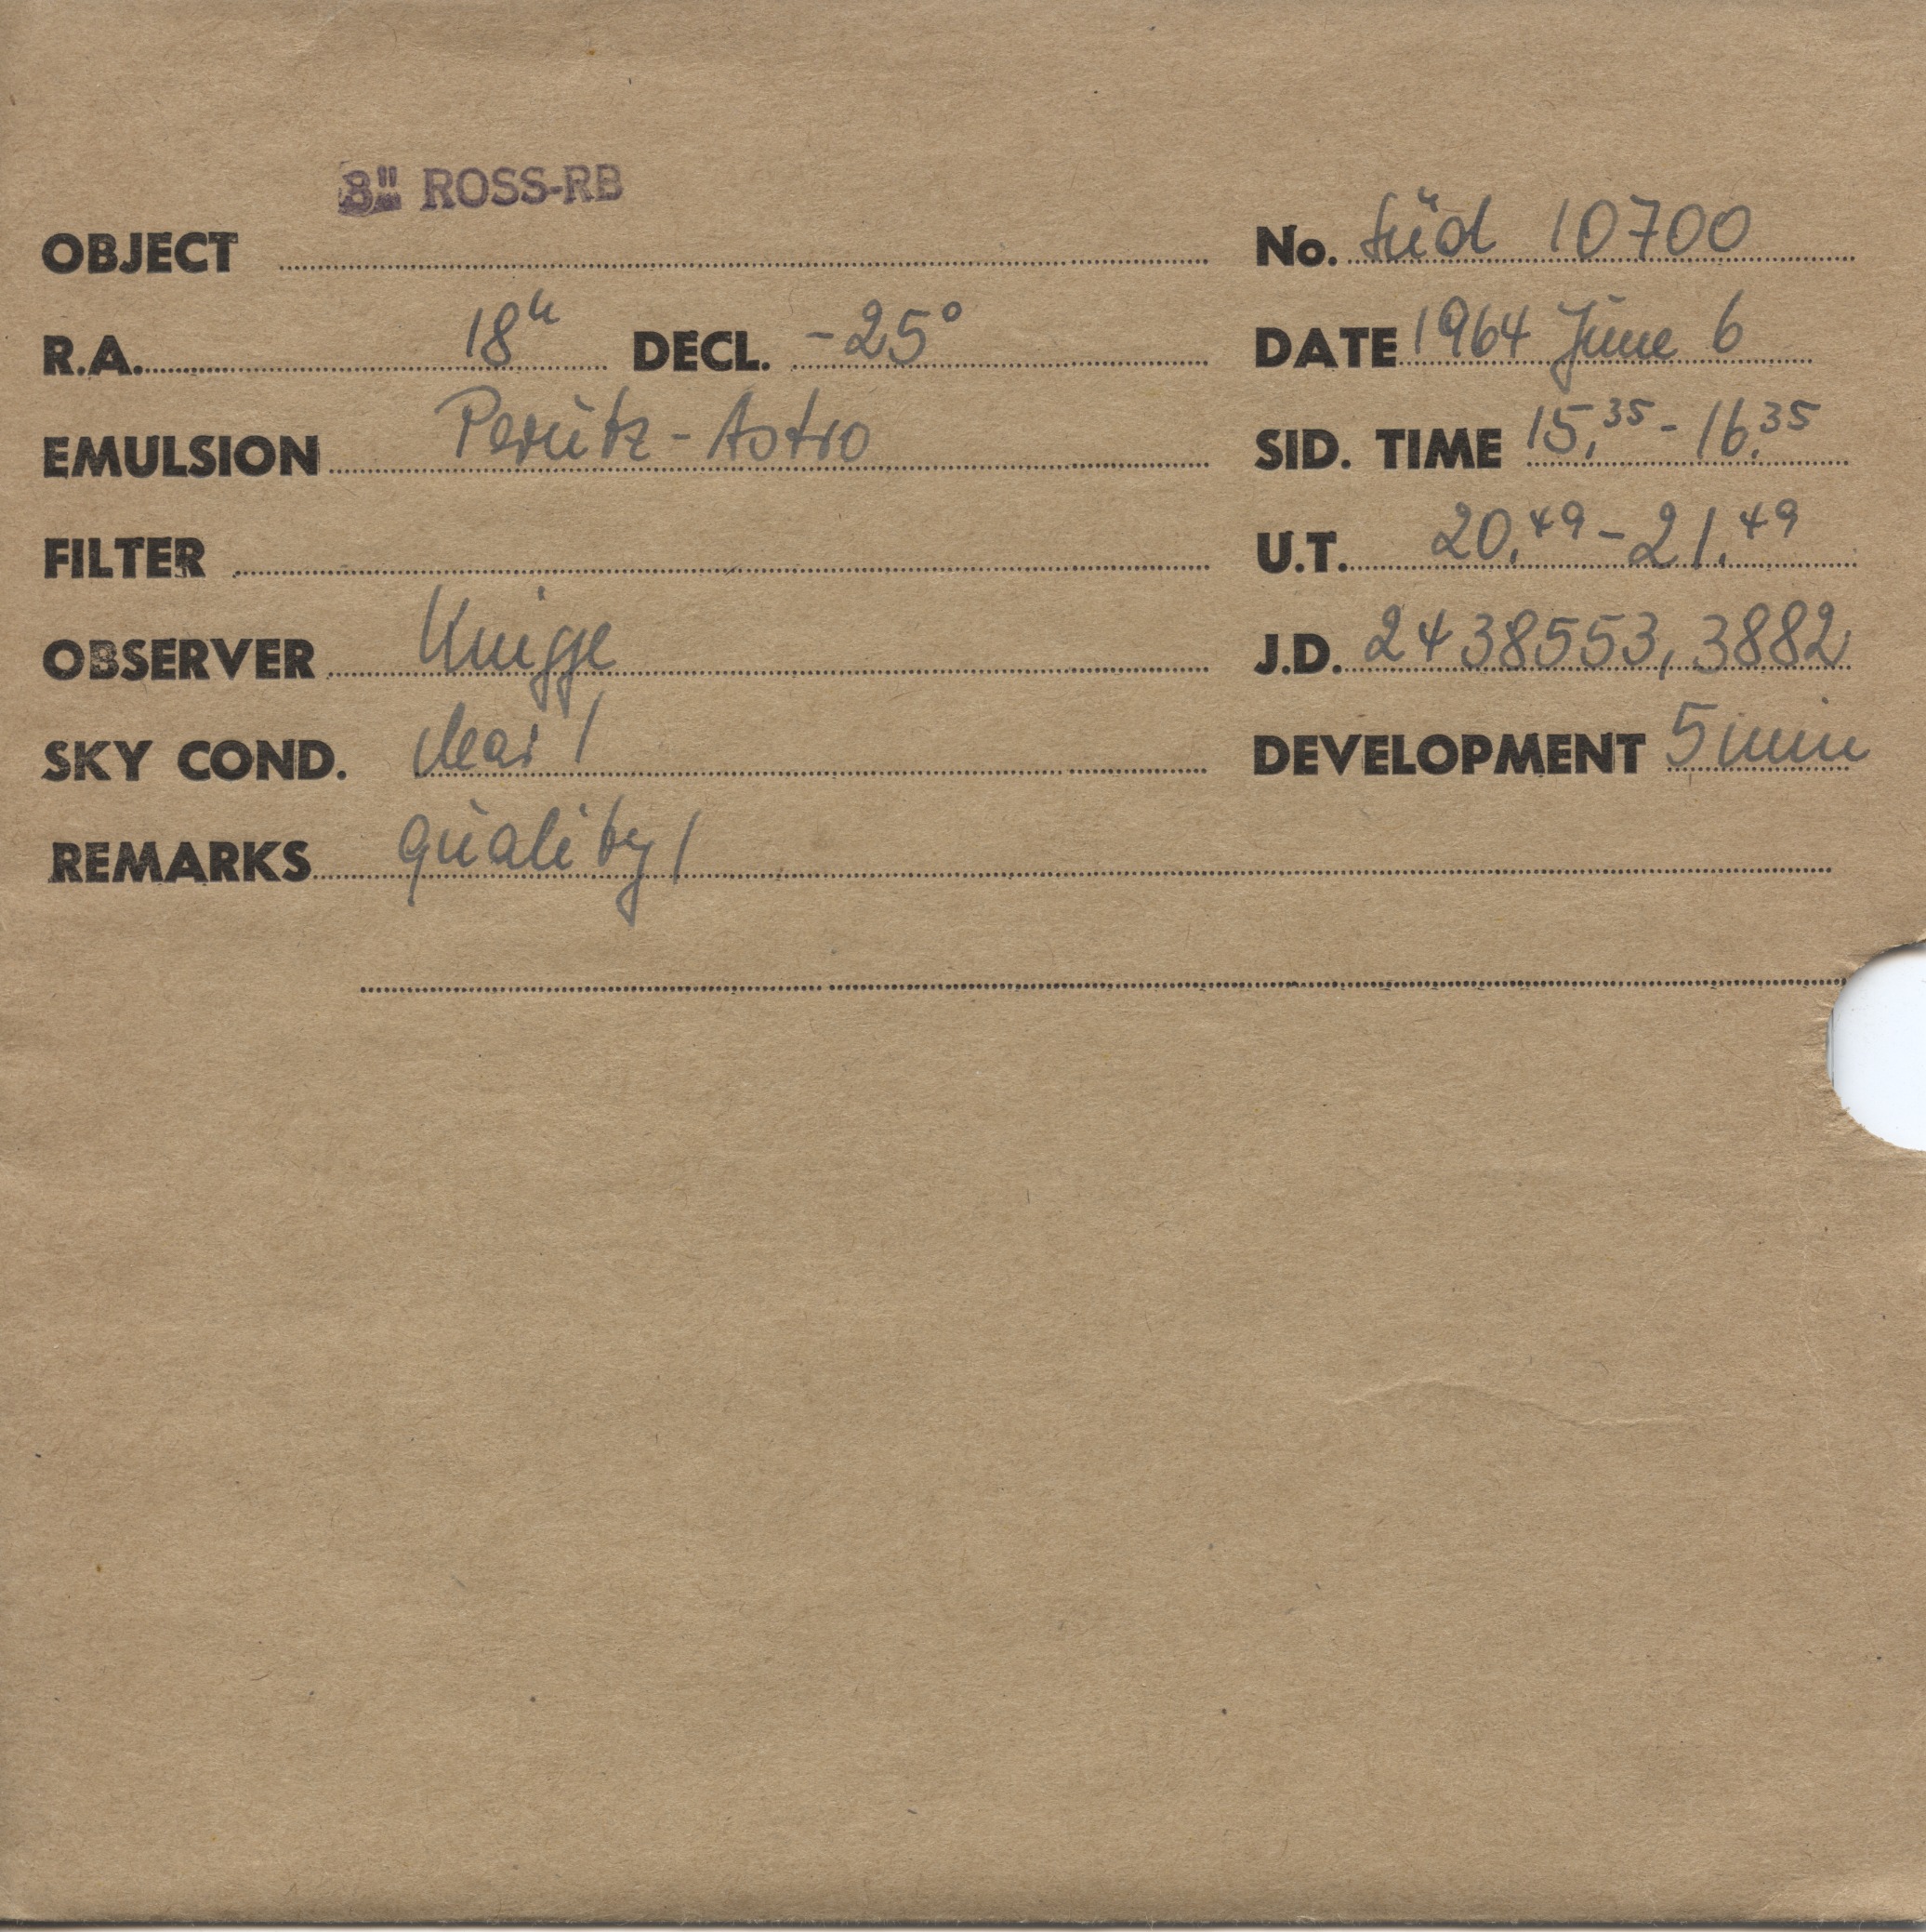 8" ROSS-RB
OBJECT No. Süd 10700
R.A. 18ʰ DECL. -25° DATE 1964 June 6
EMULSION Perutz-Astro SID. TIME 15,³⁵ - 16,³⁵
FILTER U.T. 20,⁴⁹ - 21,⁴⁹
OBSERVER Knigge J.D. 2438553,3882
SKY COND. clear 1 DEVELOPMENT 5 min
REMARKS quality 1